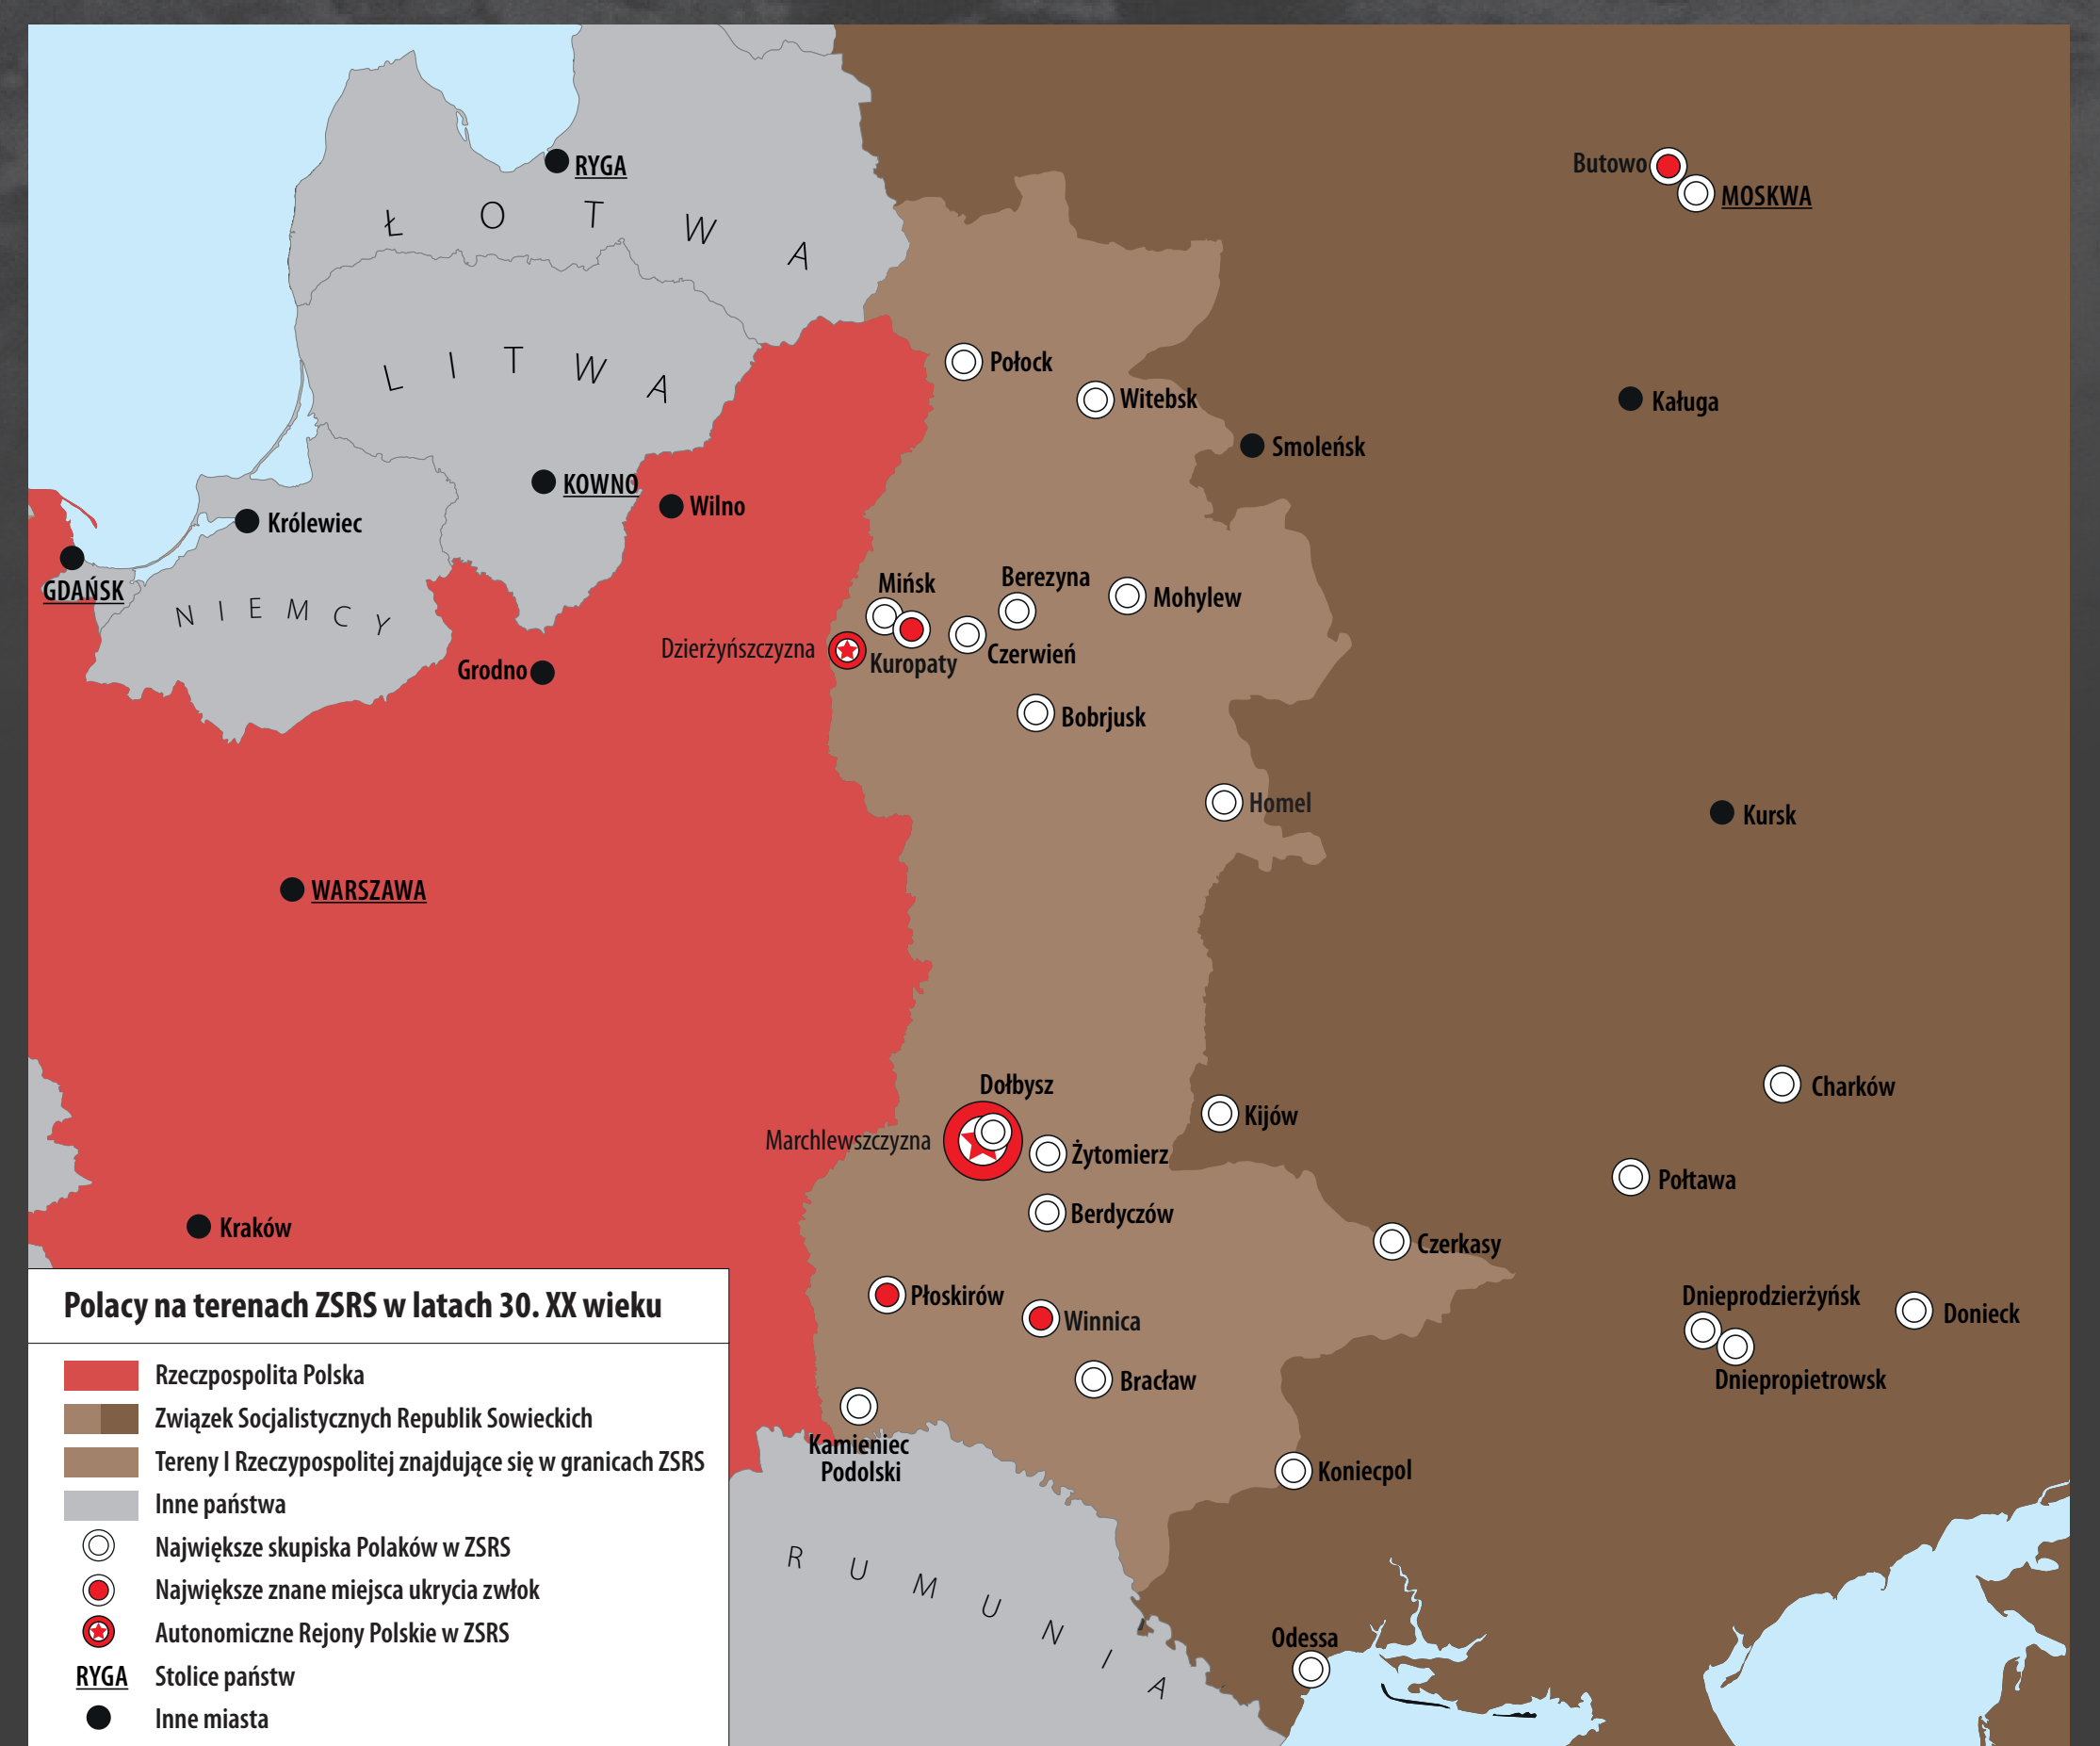 Butowo
MOSKWA
RYGA
ŁOTWA
LITWA
Połock
Witebsk
Kaługa
Smoleńsk
KOWNO
Wilno
Królewiec
GDAŃSK
NIEMCY
Mińsk
Berezyna
Mohylew
Dzierżyńszczyzna
Kuropaty
Czerwień
Grodno
Bobrjusk
Homel
Kursk
WARSZAWA
Dołbysz
Charków
Kijów
Marchlewszczyzna
Żytomierz
Połtawa
Berdyczów
Kraków
Czerkasy
Płoskirów
Winnica
Dnieprodzierżyńsk
Donieck
Dniepropietrowsk
Bracław
Kamieniec
Podolski
Koniecpol
RUMUNIA
Odessa
Polacy na terenach ZSRS w latach 30. XX wieku
Rzeczpospolita Polska
Związek Socjalistycznych Republik Sowieckich
Tereny I Rzeczypospolitej znajdujące się w granicach ZSRS
Inne państwa
Największe skupiska Polaków w ZSRS
Największe znane miejsca ukrycia zwłok
Autonomiczne Rejony Polskie w ZSRS
RYGA Stolice państw
Inne miasta